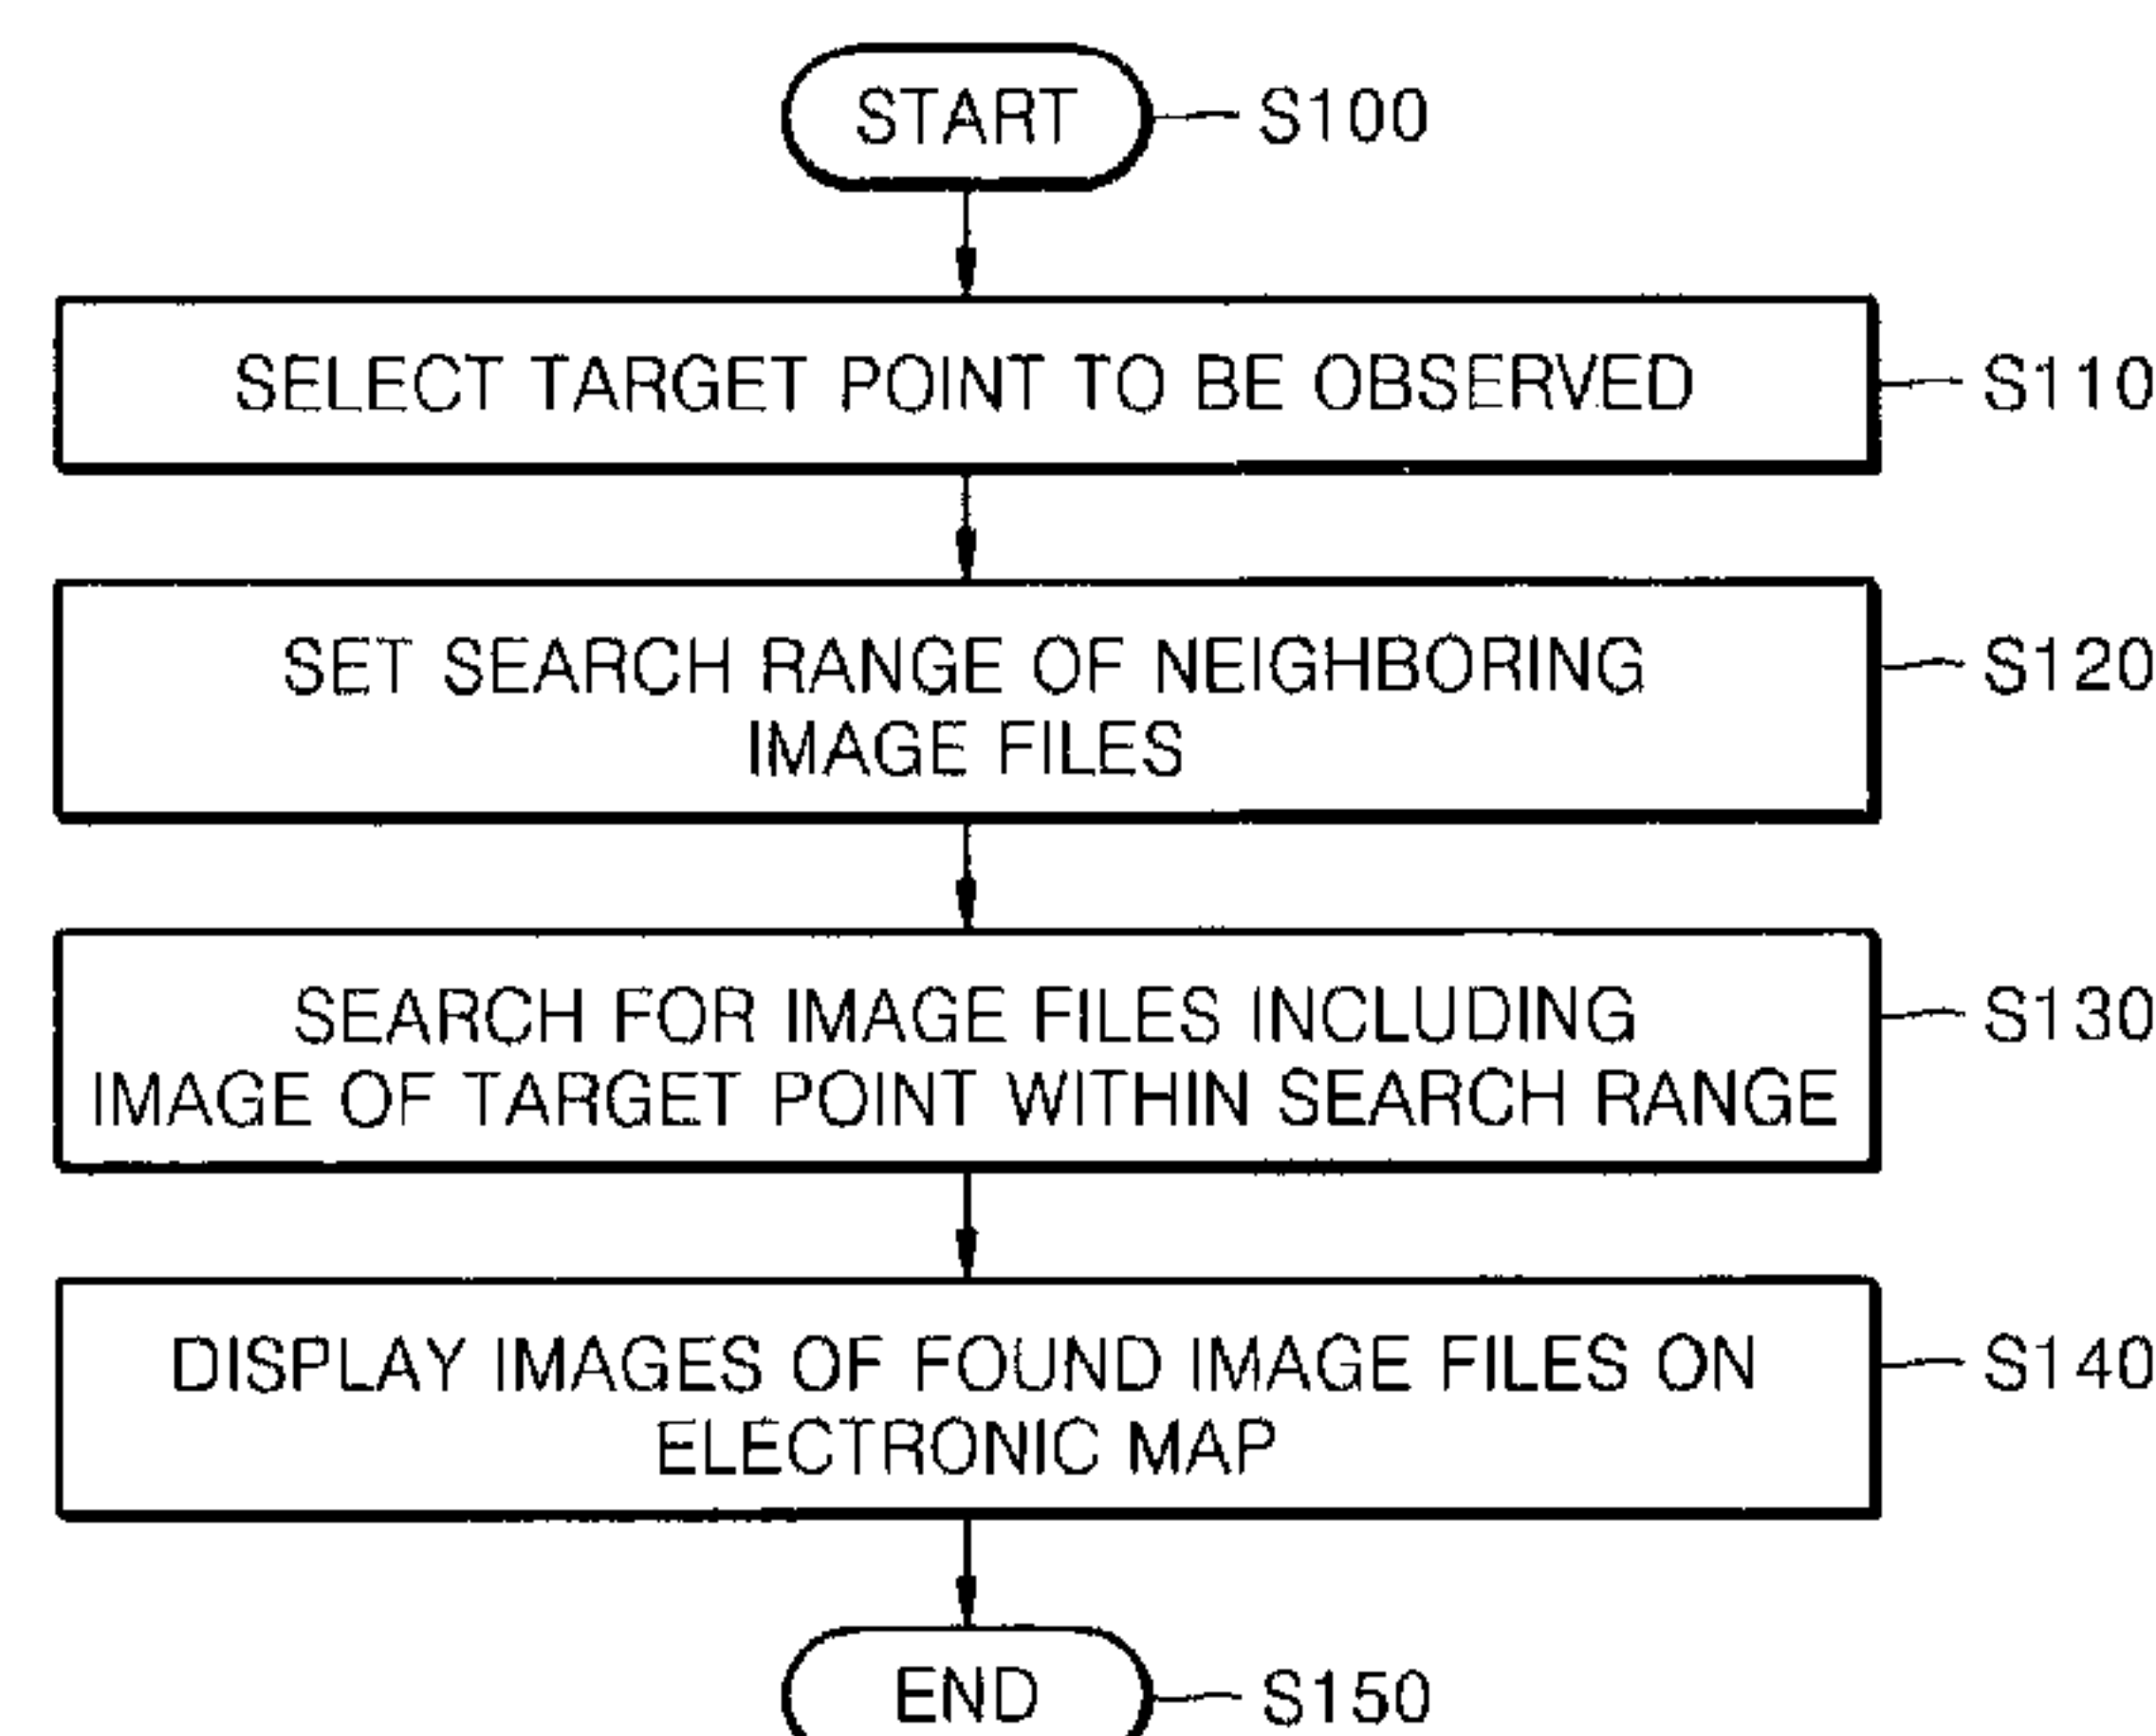 START S100
SELECT TARGET POINT TO BE OBSERVED S110
SET SEARCH RANGE OF NEIGHBORING S120
IMAGE FILES
SEARCH FOR IMAGE FILES INCLUDING S130
IMAGE OF TARGET POINT WITHIN SEARCH RANGE
DISPLAY IMAGES OF FOUND IMAGE FILES ON S140
ELECTRONIC MAP
END S150